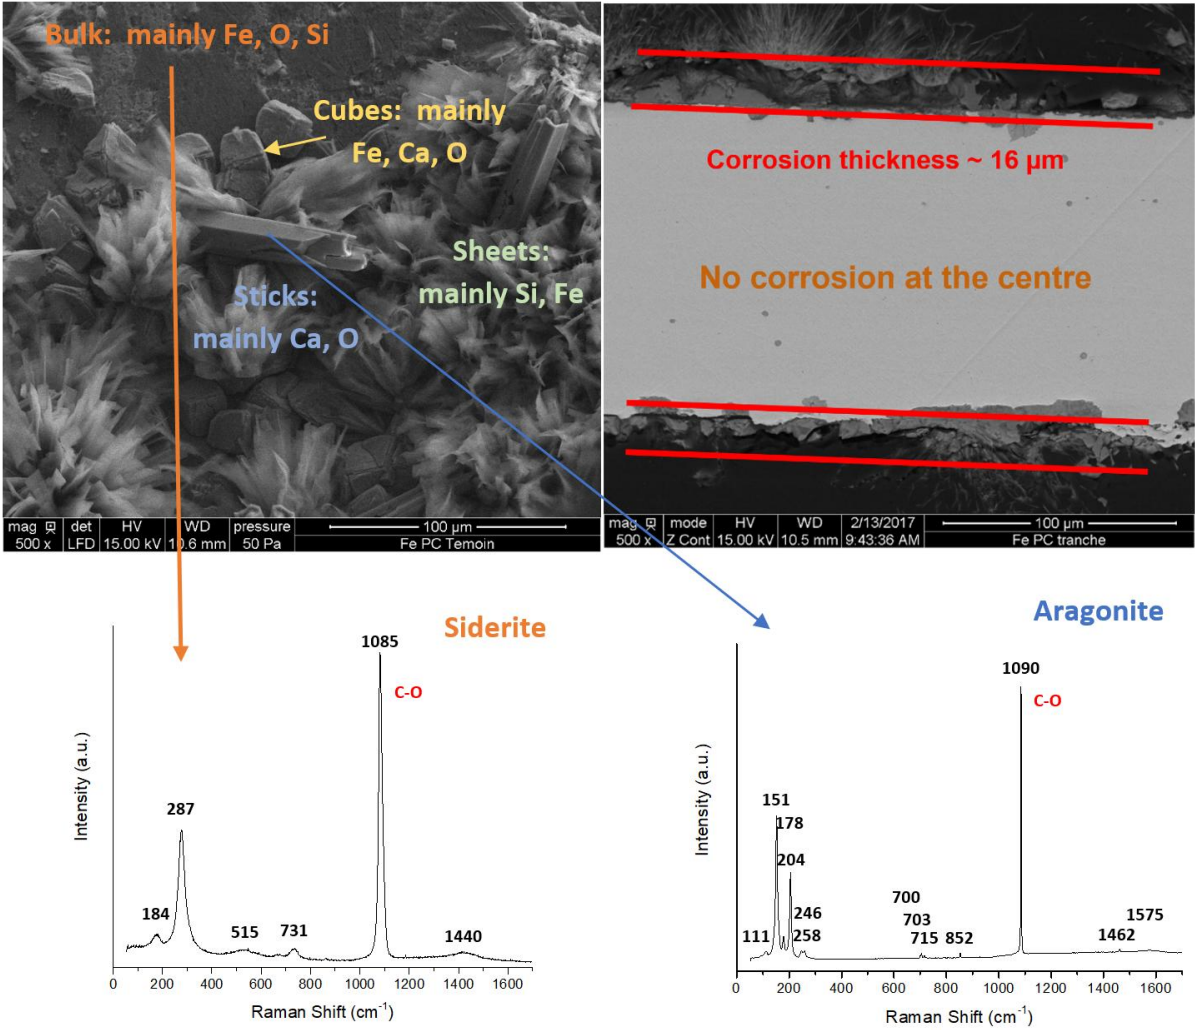 Bulk: mainly Fe, O, Si
Cubes: mainly
Fe, Ca, O
Sheets:
mainly Si, Fe
Sticks:
mainly Ca, O
mag det HV WD pressure 100 µm
500 x LFD 15.00 kV 10.6 mm 50 Pa Fe PC Temoin
Corrosion thickness ~ 16 µm
No corrosion at the centre
mag mode HV WD 2/13/2017 100 µm
500 x Z Cont 15.00 kV 10.5 mm 9:43:36 AM Fe PC tranche
Siderite
1085
C-O
287
184
515
731
1440
Intensity (a.u.)
0 200 400 600 800 1000 1200 1400 1600
Raman Shift (cm-1)
Aragonite
1090
C-O
151
178
204
246
258
111
700
703
715
852
1462
1575
Intensity (a.u.)
0 200 400 600 800 1000 1200 1400 1600
Raman Shift (cm-1)